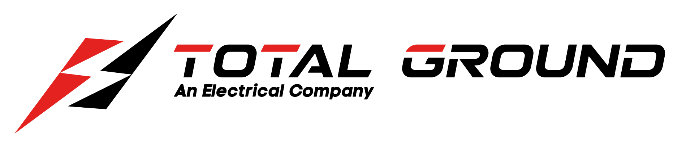 TOTAL GROUND
An Electrical Company